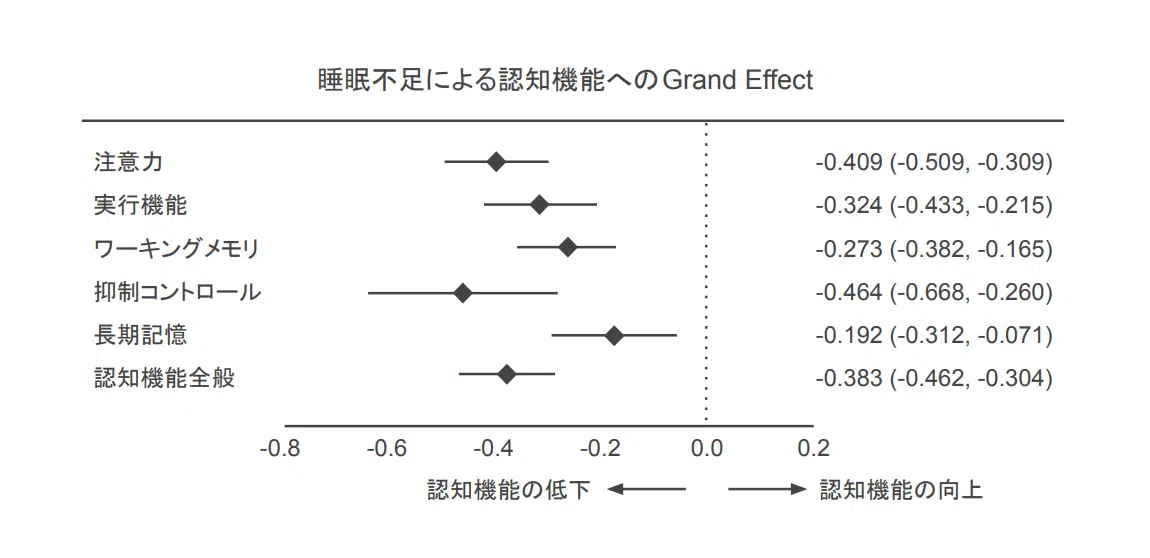 睡眠不足による認知機能へのGrand Effect
注意力 -0.409 (-0.509, -0.309)
実行機能 -0.324 (-0.433, -0.215)
ワーキングメモリ -0.273 (-0.382, -0.165)
抑制コントロール -0.464 (-0.668, -0.260)
長期記憶 -0.192 (-0.312, -0.071)
認知機能全般 -0.383 (-0.462, -0.304)
-0.8 -0.6 -0.4 -0.2 0.0 0.2
認知機能の低下 認知機能の向上